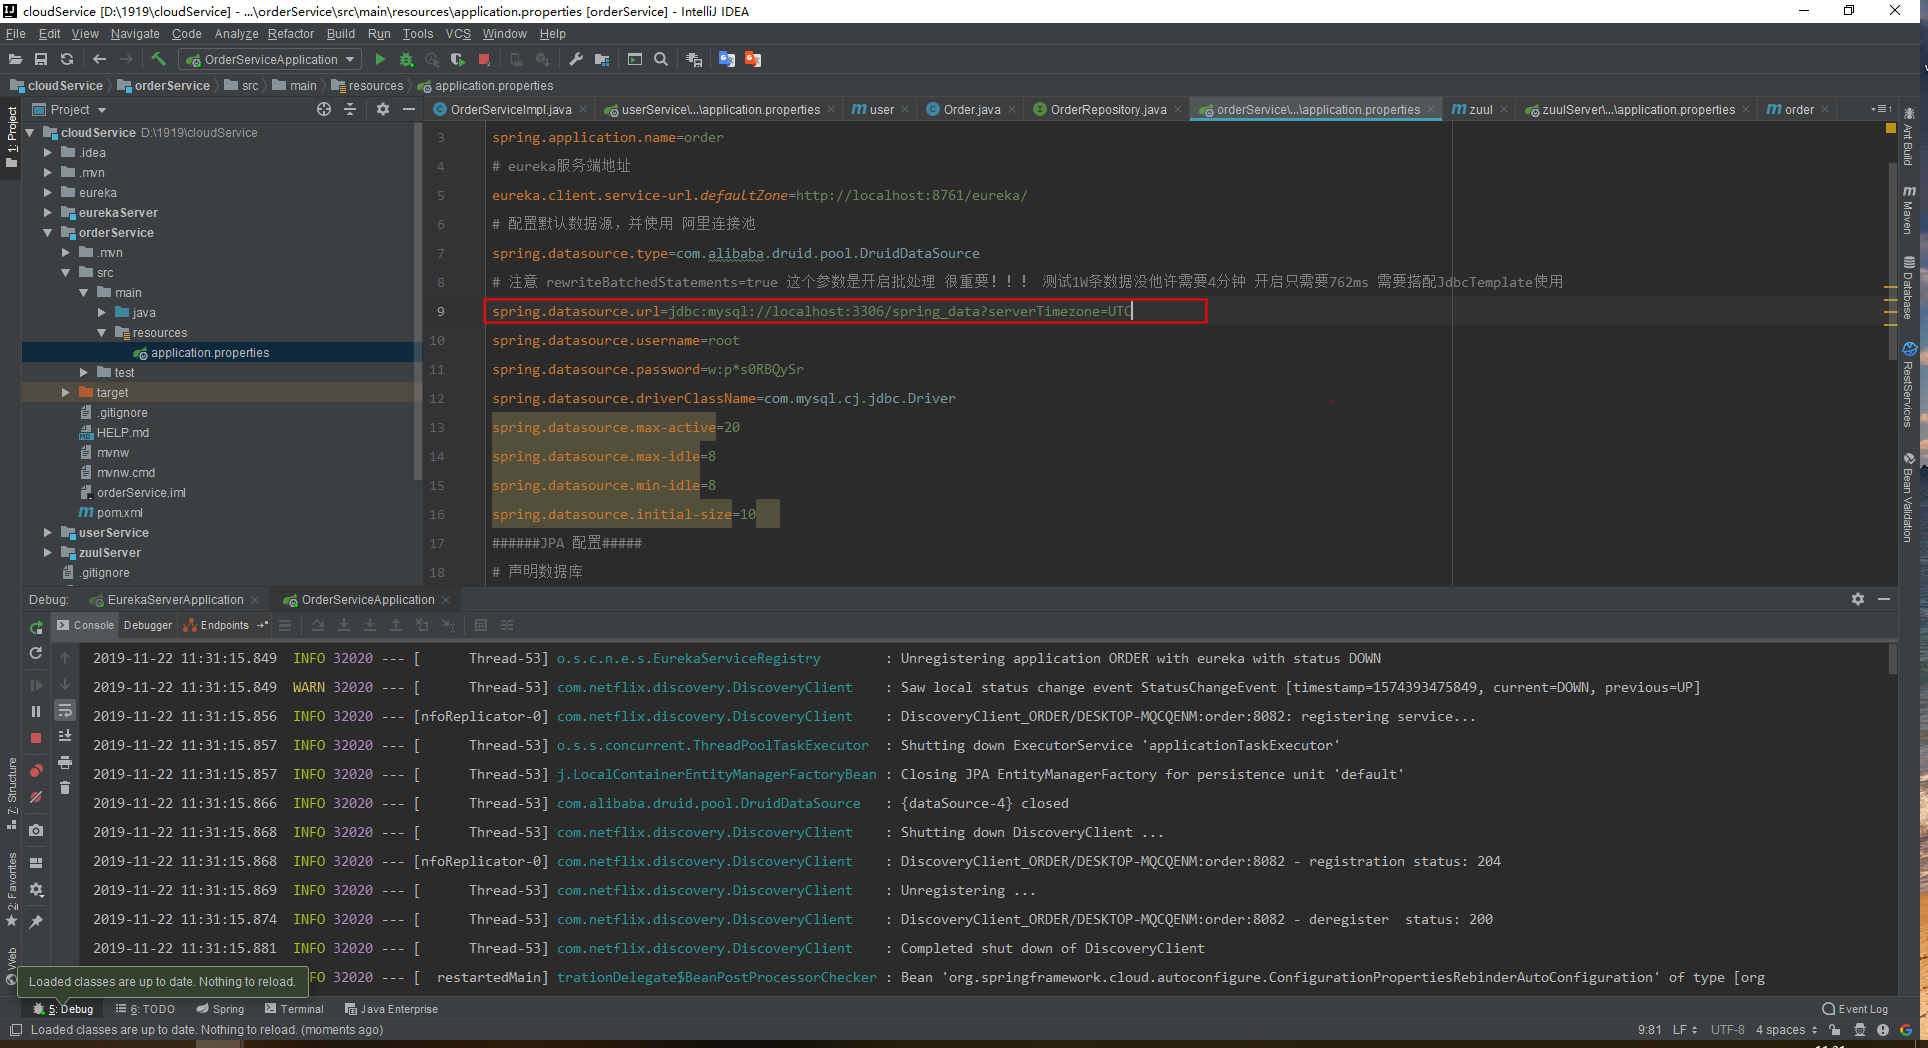 cloudService [D:\1919\cloudService] - ...\orderService\src\main\resources\application.properties [orderService] - IntelliJ IDEA
File Edit View Navigate Code Analyze Refactor Build Run Tools VCS Window Help
OrderServiceApplication
cloudService orderService src main resources application.properties
Project
OrderServiceImpl.java userService\...\application.properties user Order.java OrderRepository.java orderService\...\application.properties zuul zuulServer\...\application.properties order
1: Project
cloudService D:\1919\cloudService
.idea
.mvn
eureka
eurekaServer
orderService
.mvn
src
main
java
resources
application.properties
test
target
.gitignore
HELP.md
mvnw
mvnw.cmd
orderService.iml
pom.xml
userService
zuulServer
.gitignore
3 spring.application.name=order
4 # eureka服务端地址
5 eureka.client.service-url.defaultZone=http://localhost:8761/eureka/
6 # 配置默认数据源，并使用 阿里连接池
7 spring.datasource.type=com.alibaba.druid.pool.DruidDataSource
8 # 注意 rewriteBatchedStatements=true 这个参数是开启批处理 很重要！！！ 测试1W条数据没他许需要4分钟 开启只需要762ms 需要搭配JdbcTemplate使用
9 spring.datasource.url=jdbc:mysql://localhost:3306/spring_data?serverTimezone=UTC
10 spring.datasource.username=root
11 spring.datasource.password=w:p*s0RBQySr
12 spring.datasource.driverClassName=com.mysql.cj.jdbc.Driver
13 spring.datasource.max-active=20
14 spring.datasource.max-idle=8
15 spring.datasource.min-idle=8
16 spring.datasource.initial-size=10
17 ######JPA 配置#####
18 # 声明数据库
Ant Build
Maven
Database
RestServices
Bean Validation
Debug: EurekaServerApplication OrderServiceApplication
Console Debugger Endpoints
2019-11-22 11:31:15.849 INFO 32020 --- [ Thread-53] o.s.c.n.e.s.EurekaServiceRegistry : Unregistering application ORDER with eureka with status DOWN
2019-11-22 11:31:15.849 WARN 32020 --- [ Thread-53] com.netflix.discovery.DiscoveryClient : Saw local status change event StatusChangeEvent [timestamp=1574393475849, current=DOWN, previous=UP]
2019-11-22 11:31:15.856 INFO 32020 --- [nfoReplicator-0] com.netflix.discovery.DiscoveryClient : DiscoveryClient_ORDER/DESKTOP-MQCQENM:order:8082: registering service...
2019-11-22 11:31:15.857 INFO 32020 --- [ Thread-53] o.s.s.concurrent.ThreadPoolTaskExecutor : Shutting down ExecutorService 'applicationTaskExecutor'
2019-11-22 11:31:15.857 INFO 32020 --- [ Thread-53] j.LocalContainerEntityManagerFactoryBean : Closing JPA EntityManagerFactory for persistence unit 'default'
2019-11-22 11:31:15.866 INFO 32020 --- [ Thread-53] com.alibaba.druid.pool.DruidDataSource : {dataSource-4} closed
2019-11-22 11:31:15.868 INFO 32020 --- [ Thread-53] com.netflix.discovery.DiscoveryClient : Shutting down DiscoveryClient ...
2019-11-22 11:31:15.868 INFO 32020 --- [nfoReplicator-0] com.netflix.discovery.DiscoveryClient : DiscoveryClient_ORDER/DESKTOP-MQCQENM:order:8082 - registration status: 204
2019-11-22 11:31:15.869 INFO 32020 --- [ Thread-53] com.netflix.discovery.DiscoveryClient : Unregistering ...
2019-11-22 11:31:15.874 INFO 32020 --- [ Thread-53] com.netflix.discovery.DiscoveryClient : DiscoveryClient_ORDER/DESKTOP-MQCQENM:order:8082 - deregister status: 200
2019-11-22 11:31:15.881 INFO 32020 --- [ Thread-53] com.netflix.discovery.DiscoveryClient : Completed shut down of DiscoveryClient
FO 32020 --- [ restartedMain] trationDelegate$BeanPostProcessorChecker : Bean 'org.springframework.cloud.autoconfigure.ConfigurationPropertiesRebinderAutoConfiguration' of type [org
7: Structure
2: Favorites
Web
Loaded classes are up to date. Nothing to reload.
5: Debug 6: TODO Spring Terminal Java Enterprise Event Log
Loaded classes are up to date. Nothing to reload. (moments ago) 9:81 LF UTF-8 4 spaces